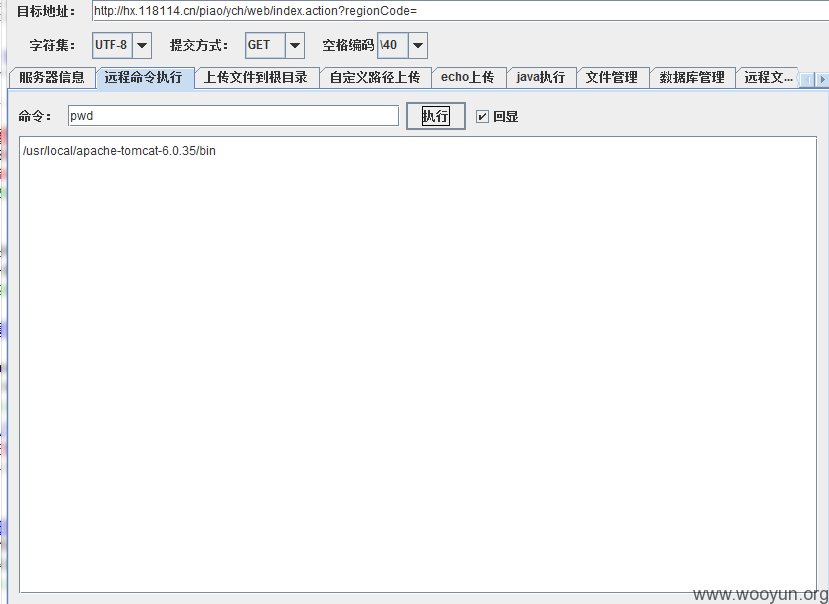 目标地址： http://hx.118114.cn/piao/ych/web/index.action?regionCode=
字符集： UTF-8 提交方式： GET 空格编码 \40
服务器信息 远程命令执行 上传文件到根目录 自定义路径上传 echo上传 java执行 文件管理 数据库管理 远程文...
命令： pwd 执行 回显
/usr/local/apache-tomcat-6.0.35/bin
www.wooyun.org